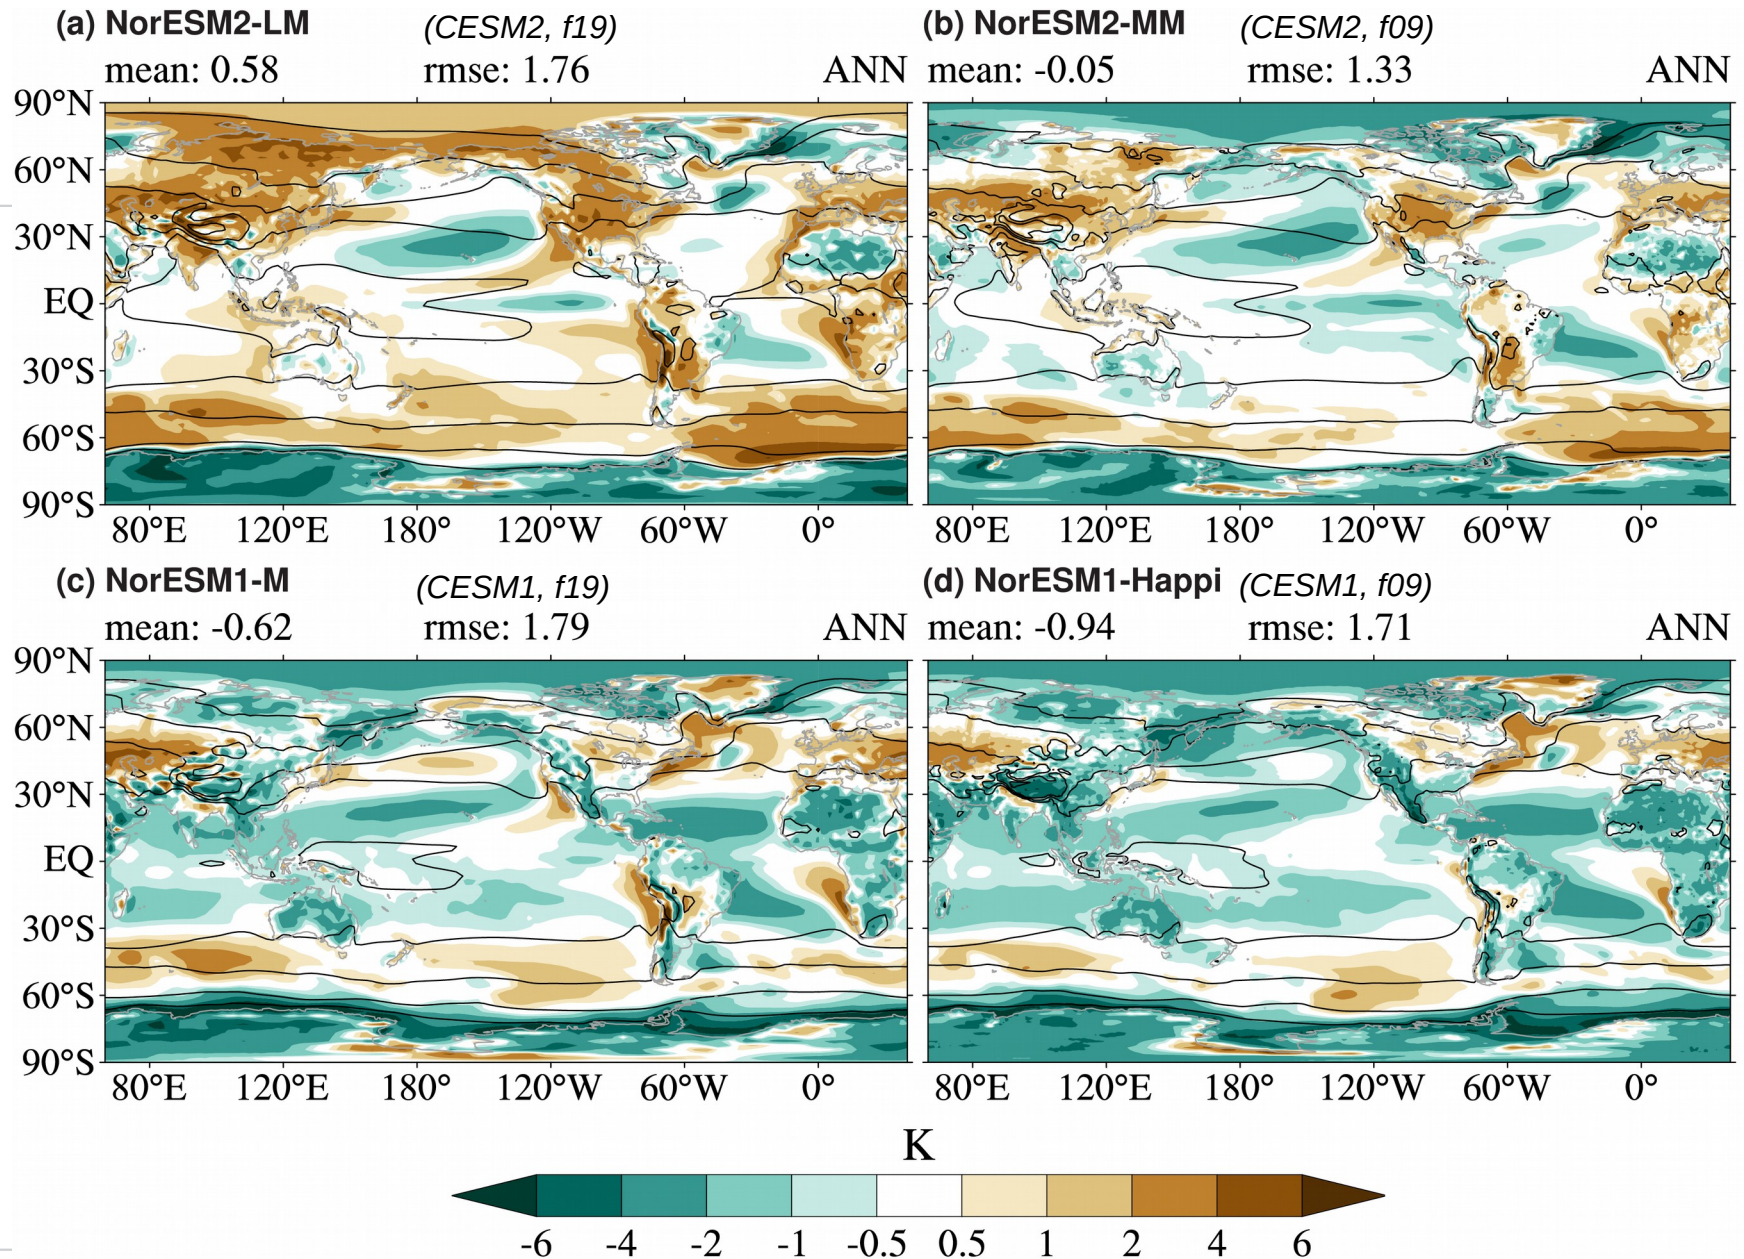 (a) NorESM2-LM (CESM2, f19)
mean: 0.58 rmse: 1.76 ANN
90°N
60°N
30°N
EQ
30°S
60°S
90°S
80°E 120°E 180° 120°W 60°W 0°
(b) NorESM2-MM (CESM2, f09)
mean: -0.05 rmse: 1.33 ANN
80°E 120°E 180° 120°W 60°W 0°
(c) NorESM1-M (CESM1, f19)
mean: -0.62 rmse: 1.79 ANN
90°N
60°N
30°N
EQ
30°S
60°S
90°S
80°E 120°E 180° 120°W 60°W 0°
(d) NorESM1-Happi (CESM1, f09)
mean: -0.94 rmse: 1.71 ANN
80°E 120°E 180° 120°W 60°W 0°
K
-6 -4 -2 -1 -0.5 0.5 1 2 4 6